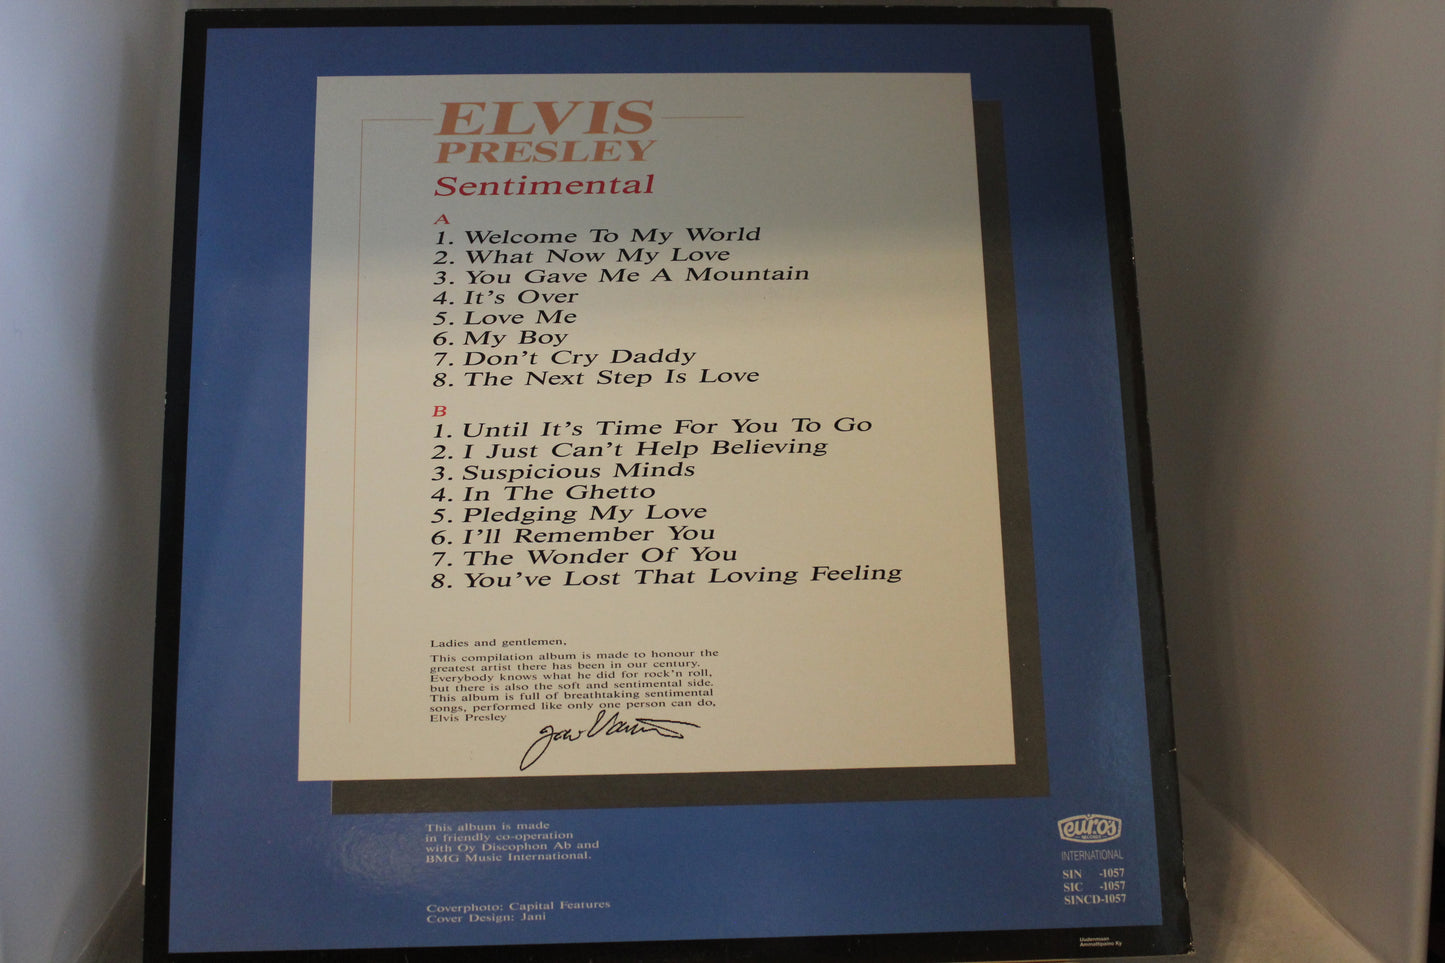 ELVIS
PRESLEY
Sentimental
A
1. Welcome To My World
2. What Now My Love
3. You Gave Me A Mountain
4. It's Over
5. Love Me
6. My Boy
7. Don't Cry Daddy
8. The Next Step Is Love
B
1. Until It's Time For You To Go
2. I Just Can't Help Believing
3. Suspicious Minds
4. In The Ghetto
5. Pledging My Love
6. I'll Remember You
7. The Wonder Of You
8. You've Lost That Loving Feeling
Ladies and gentlemen,
This compilation album is made to honour the
greatest artist there has been in our century.
Everybody knows what he did for rock'n roll,
but there is also the soft and sentimental side.
This album is full of breathtaking sentimental
songs, performed like only one person can do,
Elvis Presley
This album is made
in friendly co-operation
with Oy Discophon Ab and
BMG Music International.
Coverphoto: Capital Features
Cover Design: Jani
euros
RECORDS
INTERNATIONAL
SIN -1057
SIC -1057
SINCD-1057
Uudenmaan
Ammattipaino Ky